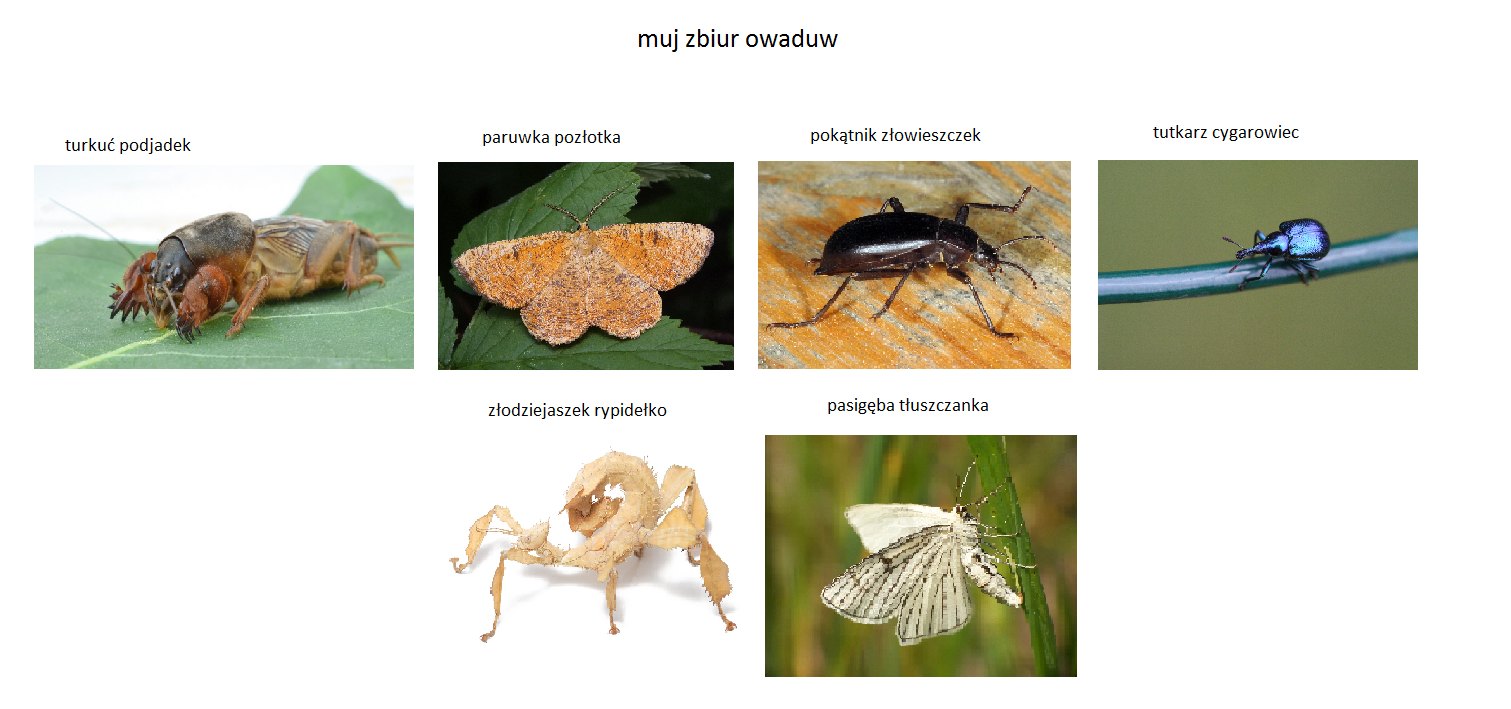 muj zbiur owaduw
turkuć podjadek
paruwka pozłotka
pokątnik złowieszczek
tutkarz cygarowiec
złodziejaszek rypidełko
pasigęba tłuszczanka